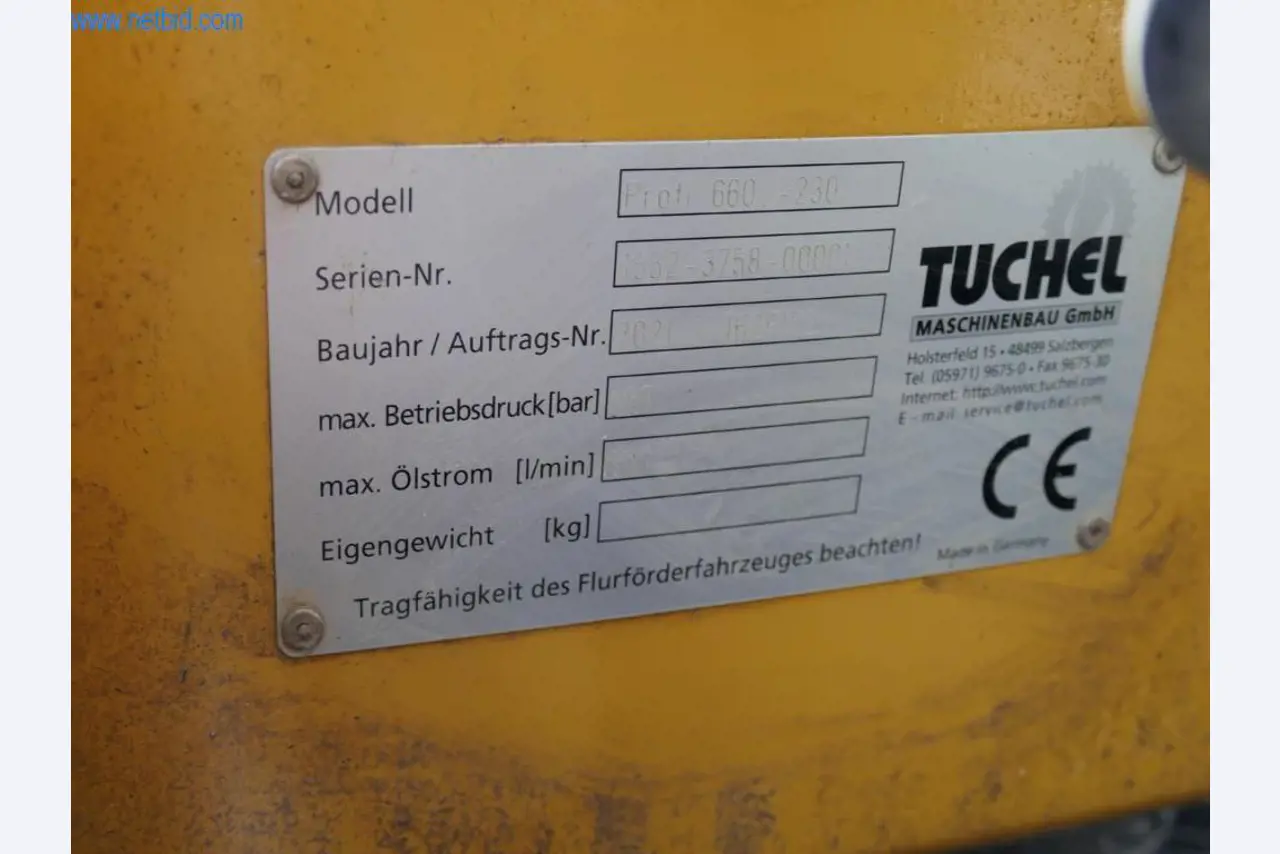 www.netbid.com
Modell Profi 660 -230
Serien-Nr.
Baujahr / Auftrags-Nr.
max. Betriebsdruck [bar]
max. Ölstrom [l/min]
Eigengewicht [kg]
Tragfähigkeit des Flurförderfahrzeuges beachten!
TUCHEL
MASCHINENBAU GmbH
Holsterfeld 15 • 48499 Salzbergen
Tel. (05971) 9675-0 • Fax 9675-30
Internet: http://www.tuchel.com
E-mail service@tuchel.com
CE
Made in Germany